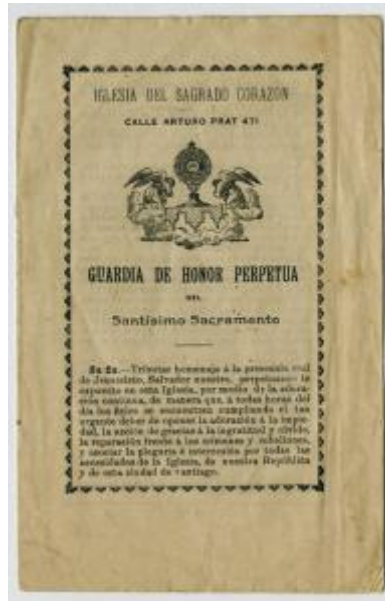 IGLESIA DEL SAGRADO CORAZON
CALLE ARTURO PRAT 471
GUARDIA DE HONOR PERPETUA
DEL
Santísimo Sacramento
Su fin.—Tributar homenaje á la presencia real
de Jesucristo, Salvador nuestro, perpetuamente
expuesto en esta Iglesia, por medio de la adora-
ción continua, de manera que á todas horas del
día los fieles se encuentren cumpliendo el tan
urgente deber de oponer la adoración á la impie-
dad, la acción de gracias á la ingratitud y olvido,
la reparación frente á los crímenes y
y asociar la plegaria é intercesión por todas las
necesidades de la Iglesia, de nuestra República
y de esta ciudad de Santiago.